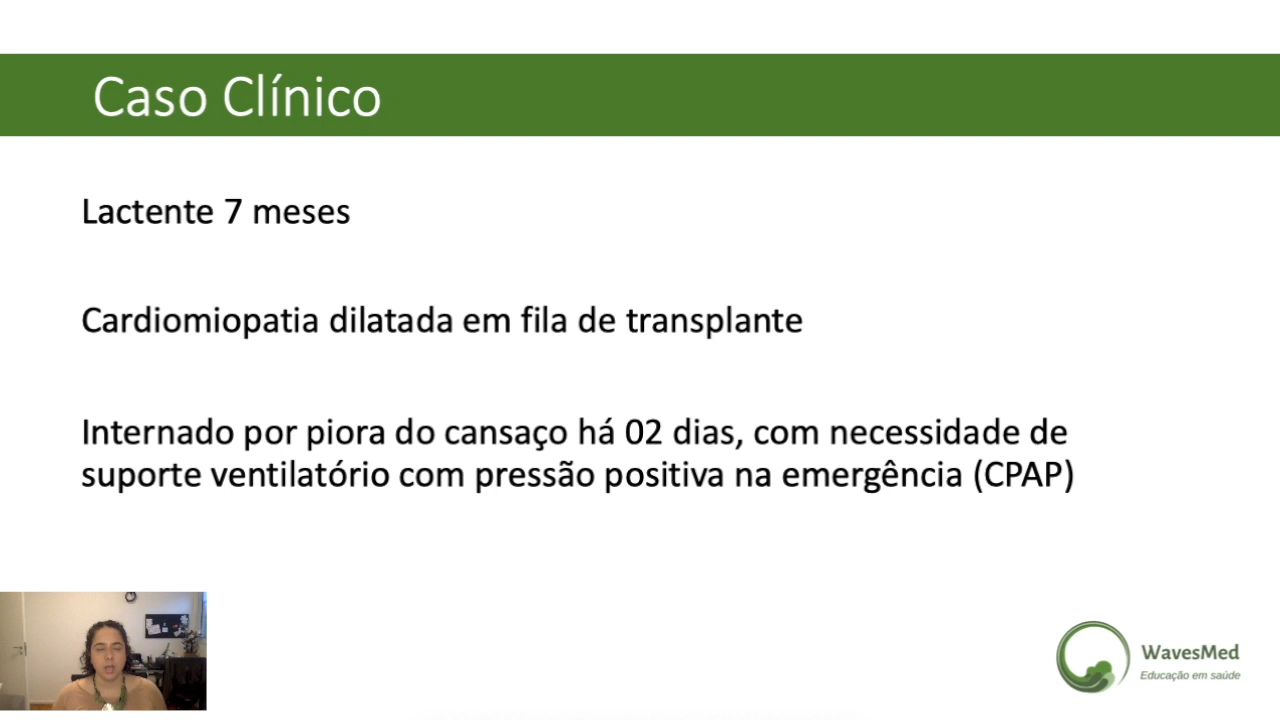 Caso Clínico
Lactente 7 meses
Cardiomiopatia dilatada em fila de transplante
Internado por piora do cansaço há 02 dias, com necessidade de
suporte ventilatório com pressão positiva na emergência (CPAP)
WavesMed
Educação em saúde